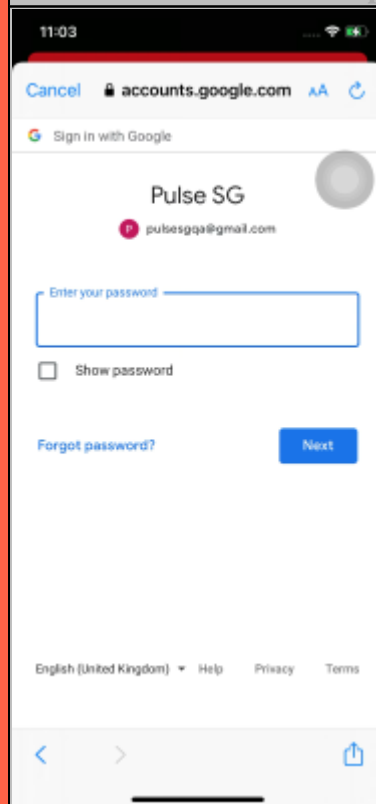 11:03
Cancel accounts.google.com AA
Sign in with Google
Pulse SG
P pulsesgqa@gmail.com
Enter your password
Show password
Forgot password? Next
English (United Kingdom) Help Privacy Terms